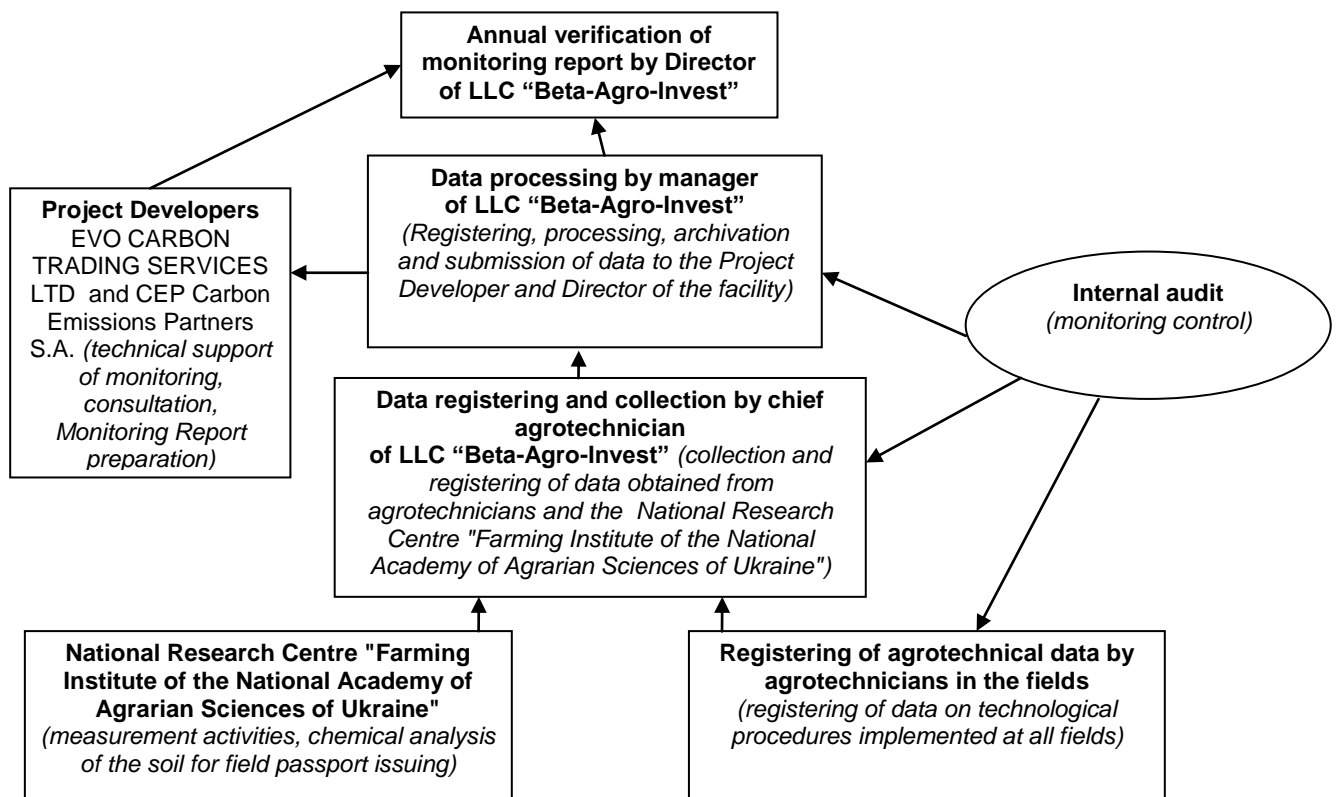 Annual verification of
monitoring report by Director
of LLC “Beta-Agro-Invest”
Data processing by manager
of LLC “Beta-Agro-Invest”
(Registering, processing, archivation
and submission of data to the Project
Developer and Director of the facility)
Project Developers
EVO CARBON
TRADING SERVICES
LTD and CEP Carbon
Emissions Partners
S.A. (technical support
of monitoring,
consultation,
Monitoring Report
preparation)
Internal audit
(monitoring control)
Data registering and collection by chief
agrotechnician
of LLC “Beta-Agro-Invest” (collection and
registering of data obtained from
agrotechnicians and the National Research
Centre "Farming Institute of the National
Academy of Agrarian Sciences of Ukraine")
National Research Centre "Farming
Institute of the National Academy of
Agrarian Sciences of Ukraine"
(measurement activities, chemical analysis
of the soil for field passport issuing)
Registering of agrotechnical data by
agrotechnicians in the fields
(registering of data on technological
procedures implemented at all fields)